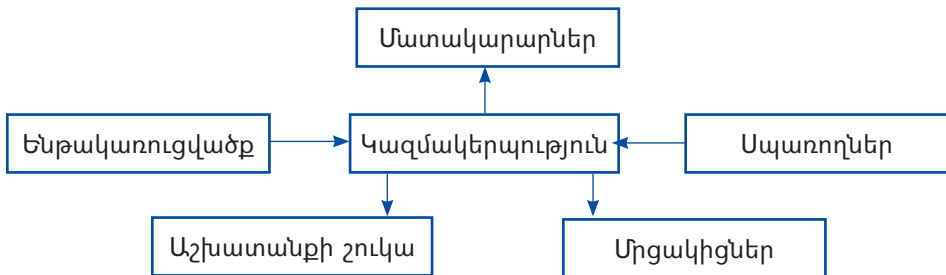 Մատակարարներ
Ենթակառուցվածք
Կազմակերպություն
Սպառողներ
Աշխատանքի շուկա
Մրցակիցներ